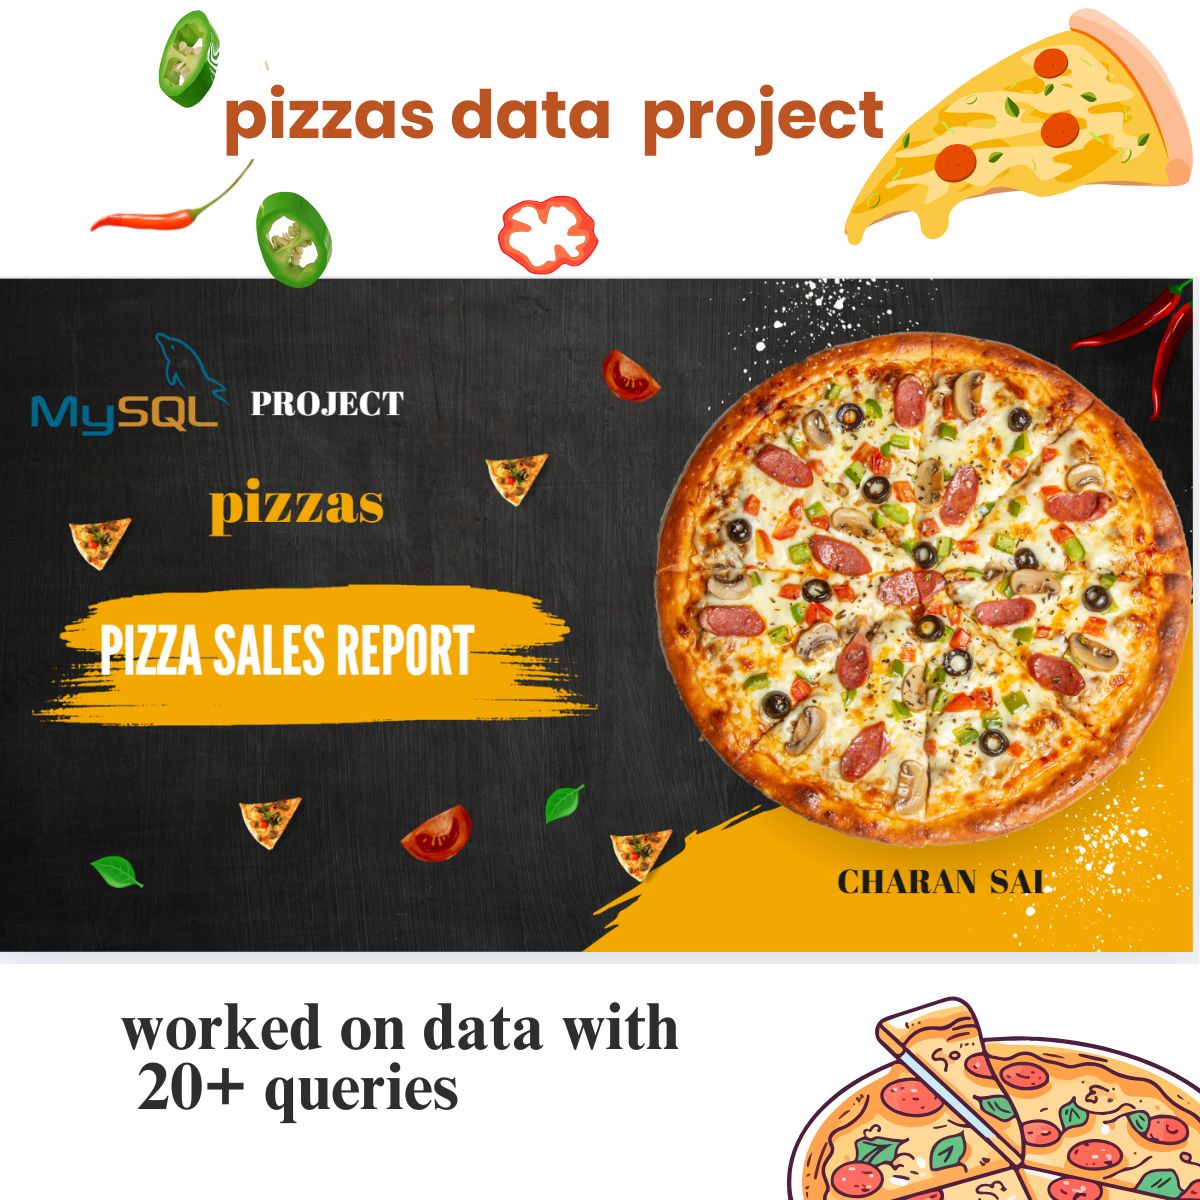 pizzas data project
MySQL PROJECT
pizzas
PIZZA SALES REPORT
CHARAN SAI
worked on data with
20+ queries